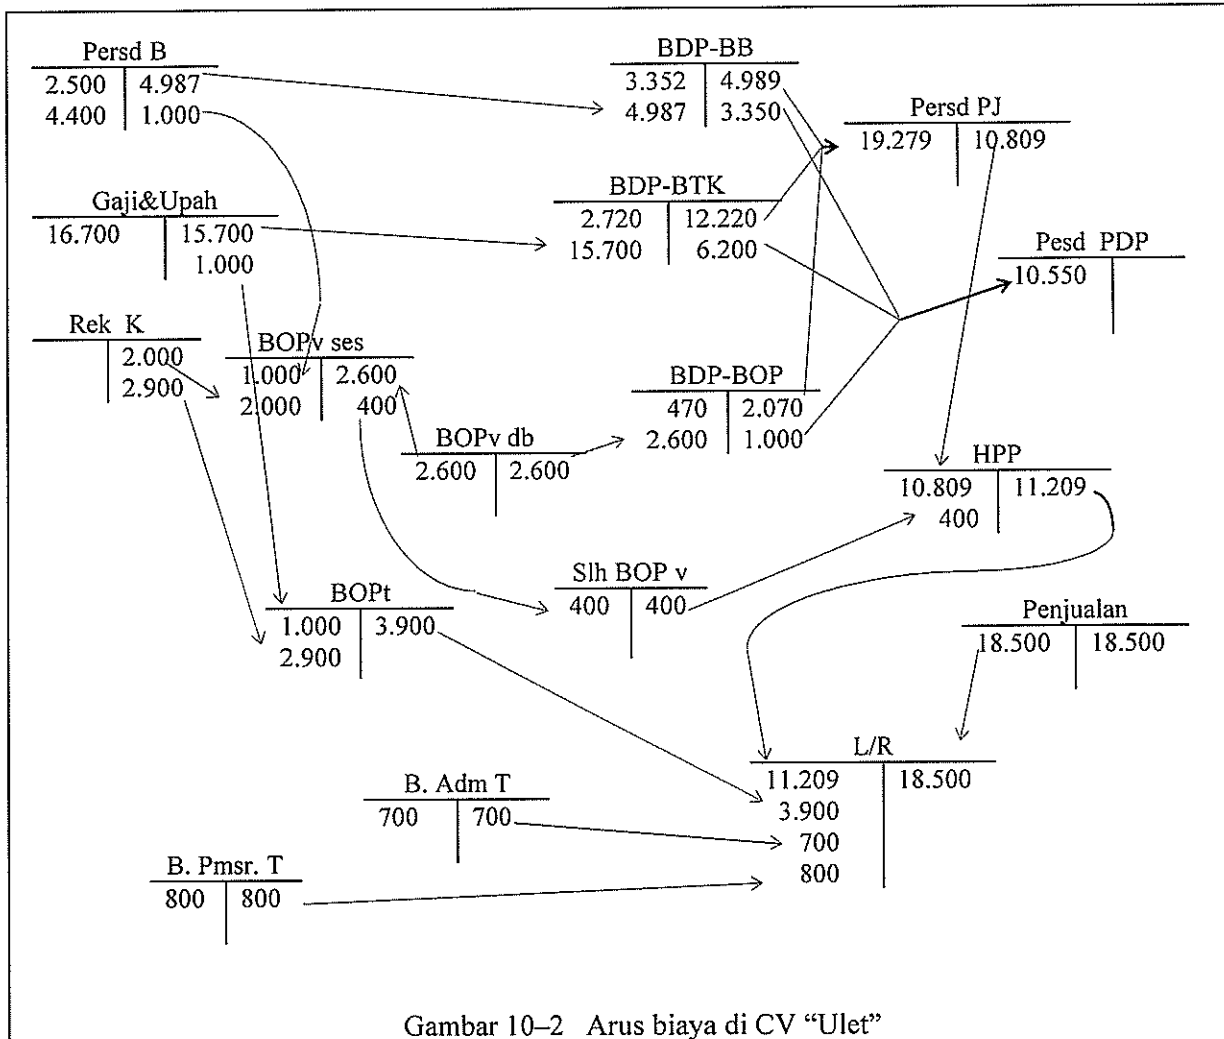 Persd B
2.500 4.987
4.400 1.000
BDP-BB
3.352 4.989
4.987 3.350
Persd PJ
19.279 10.809
Gaji&Upah
16.700 15.700
1.000
BDP-BTK
2.720 12.220
15.700 6.200
Pesd PDP
10.550
Rek K
2.000
2.900
BOPv ses
1.000 2.600
2.000 400
BDP-BOP
470 2.070
2.600 1.000
BOPv db
2.600 2.600
HPP
10.809 11.209
400
Slh BOP v
400 400
BOPt
1.000 3.900
2.900
Penjualan
18.500 18.500
L/R
11.209 18.500
3.900
700
800
B. Adm T
700 700
B. Pmsr. T
800 800
Gambar 10–2 Arus biaya di CV “Ulet”